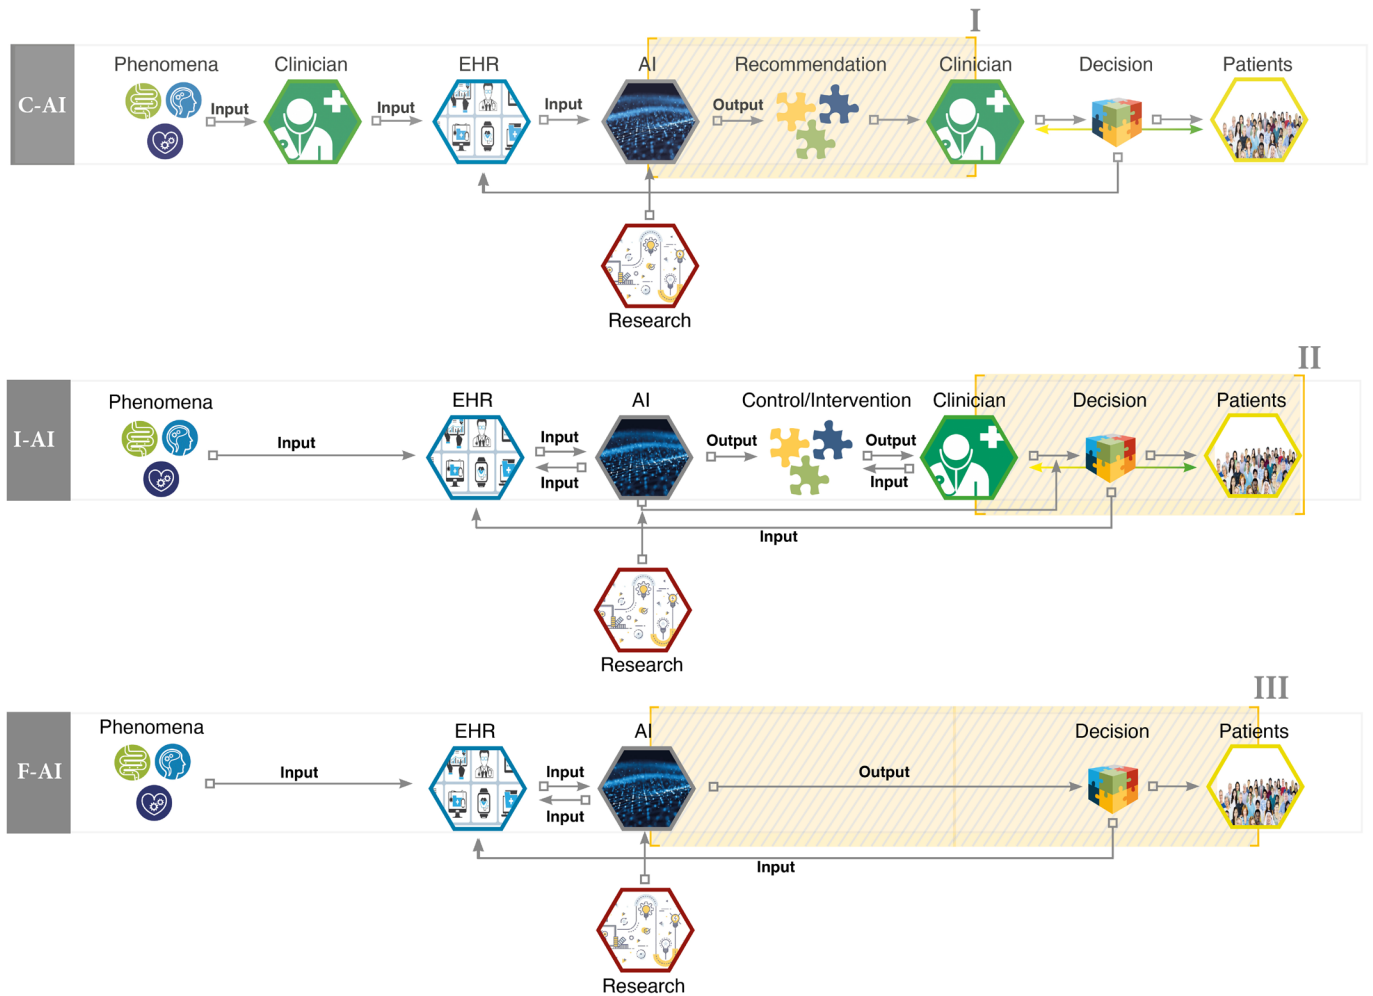 I
Phenomena
Clinician
EHR
AI
Recommendation
Clinician
Decision
Patients
C-AI
Input
Input
Input
Output
Research
II
Phenomena
EHR
AI
Control/Intervention
Clinician
Decision
Patients
I-AI
Input
Input
Input
Output
Output
Input
Input
Research
III
Phenomena
EHR
AI
Decision
Patients
F-AI
Input
Input
Input
Output
Input
Research